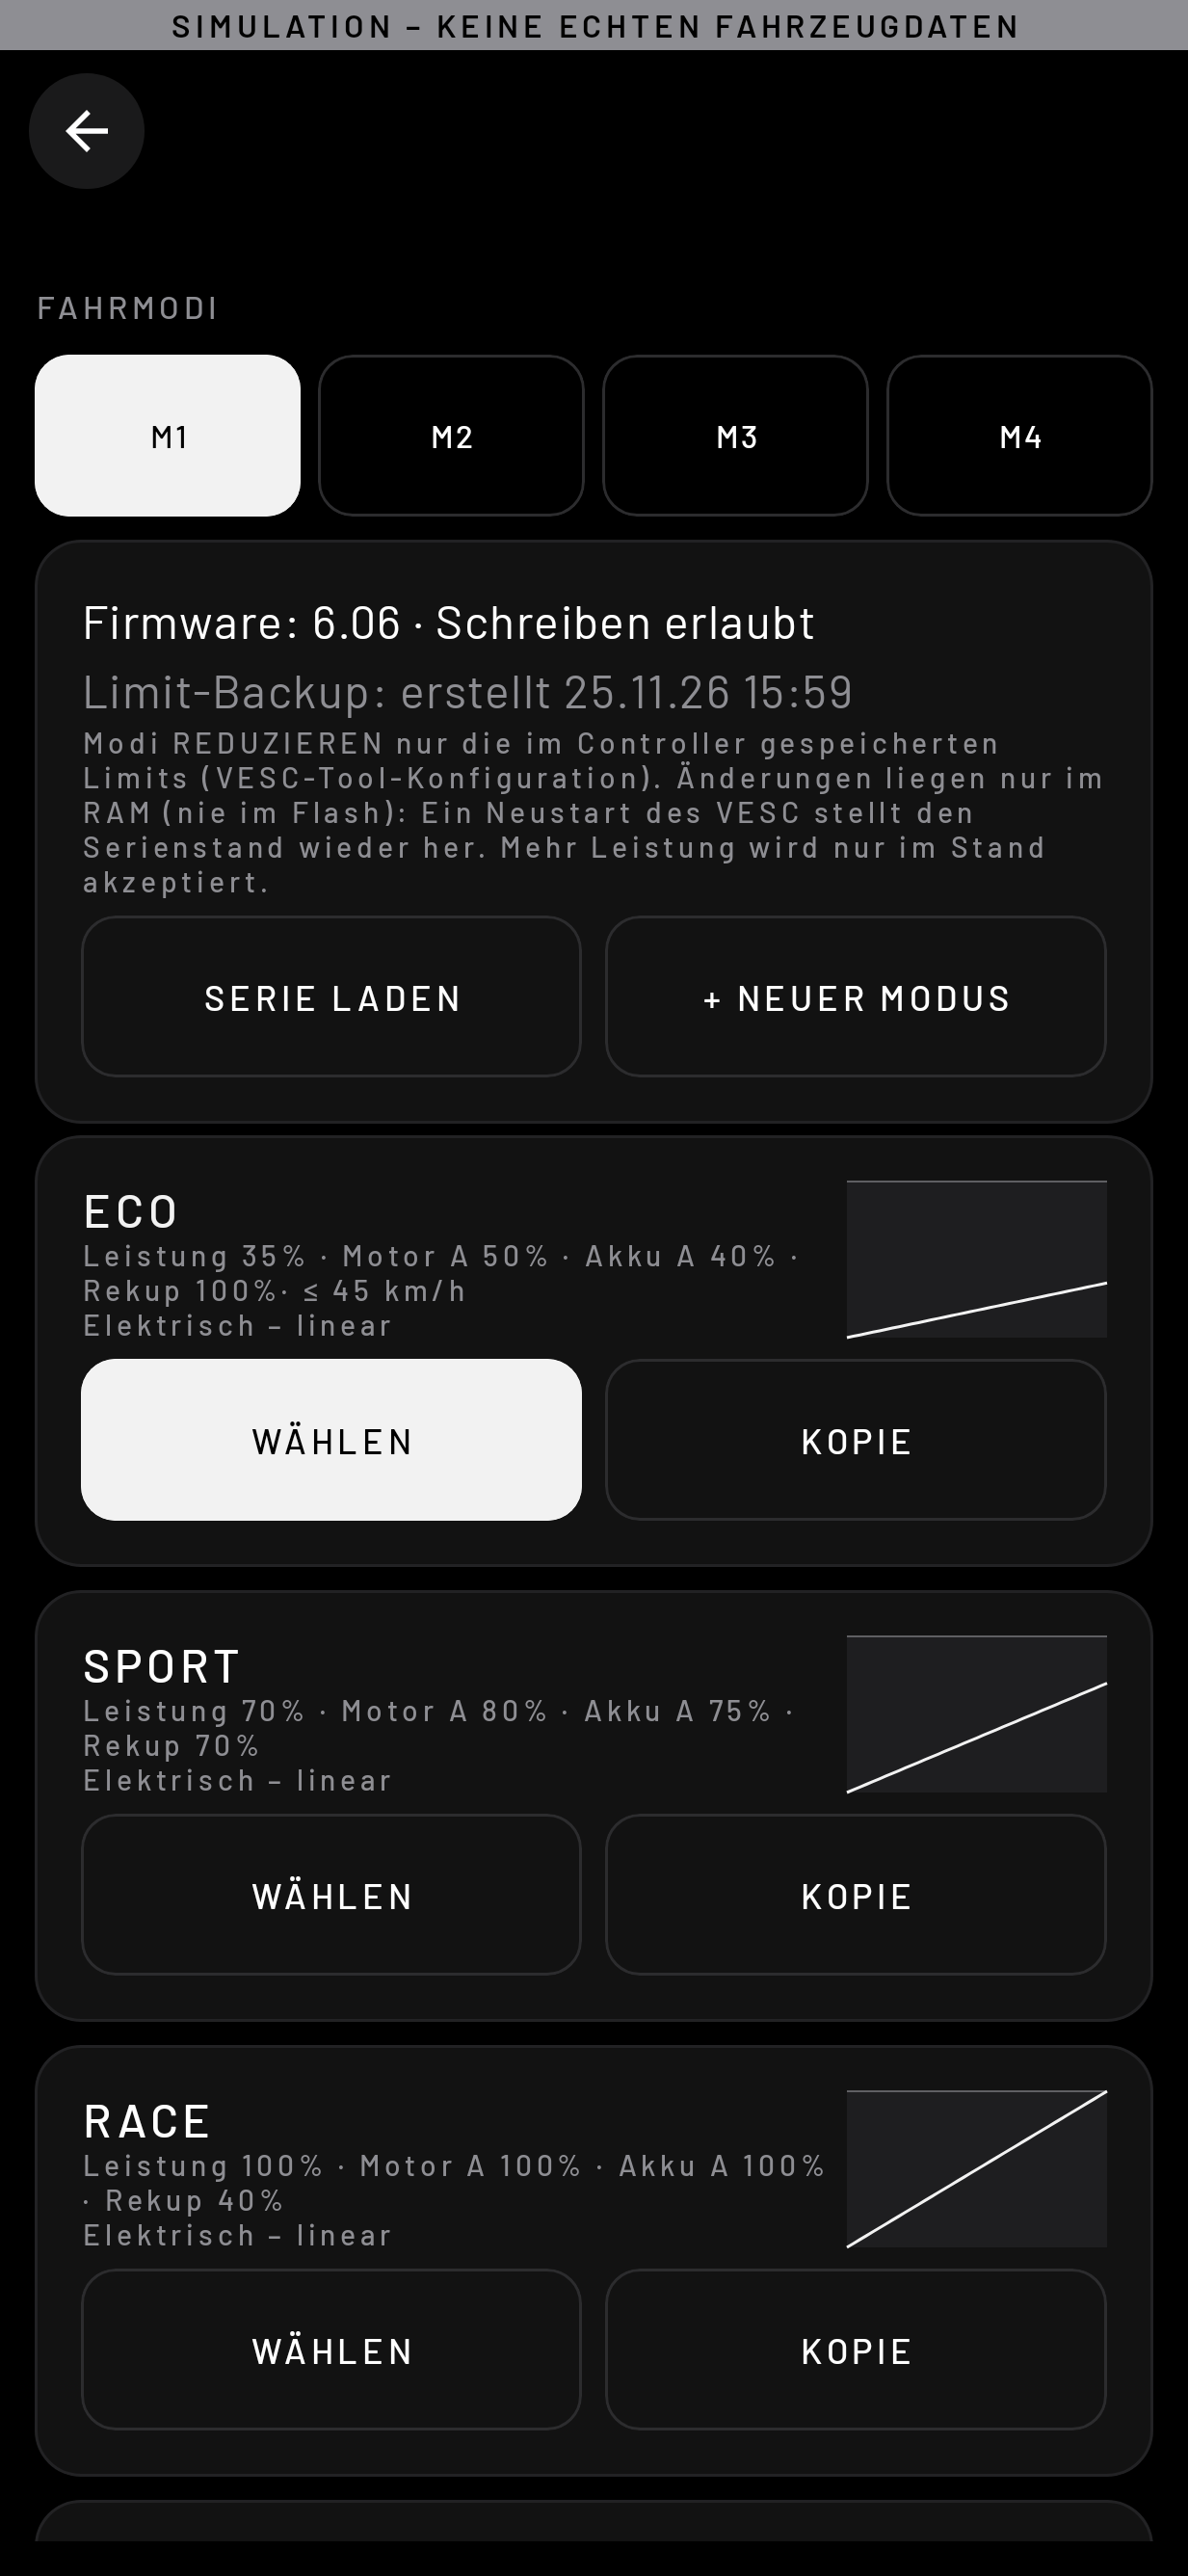 SIMULATION – KEINE ECHTEN FAHRZEUGDATEN
FAHRMODI
M1
M2
M3
M4
Firmware: 6.06 · Schreiben erlaubt
Limit-Backup: erstellt 25.11.26 15:59
Modi REDUZIEREN nur die im Controller gespeicherten
Limits (VESC-Tool-Konfiguration). Änderungen liegen nur im
RAM (nie im Flash): Ein Neustart des VESC stellt den
Serienstand wieder her. Mehr Leistung wird nur im Stand
akzeptiert.
SERIE LADEN
+ NEUER MODUS
ECO
Leistung 35% · Motor A 50% · Akku A 40% ·
Rekup 100%· ≤ 45 km/h
Elektrisch – linear
WÄHLEN
KOPIE
SPORT
Leistung 70% · Motor A 80% · Akku A 75% ·
Rekup 70%
Elektrisch – linear
WÄHLEN
KOPIE
RACE
Leistung 100% · Motor A 100% · Akku A 100%
· Rekup 40%
Elektrisch – linear
WÄHLEN
KOPIE